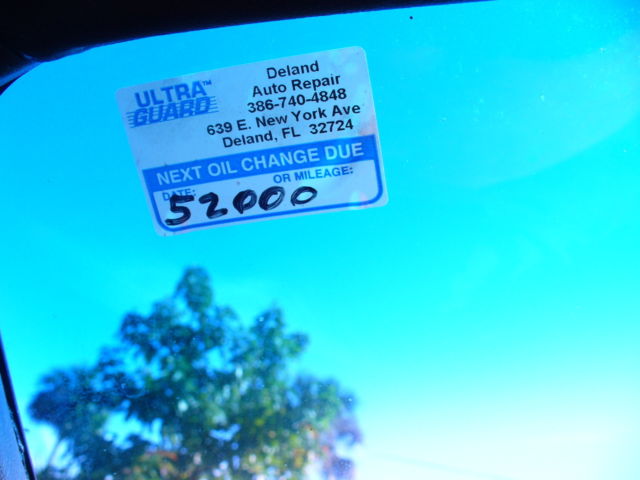 ULTRA™
GUARD
Deland
Auto Repair
386-740-4848
639 E. New York Ave
Deland, FL 32724
NEXT OIL CHANGE DUE
DATE: OR MILEAGE:
52000